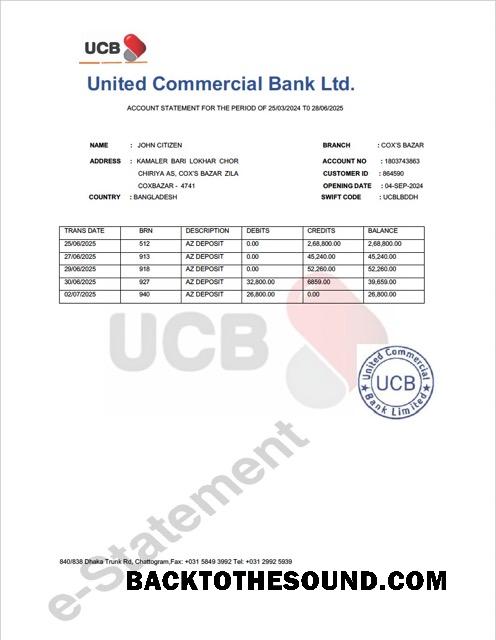 UCB
United Commercial Bank Ltd.
ACCOUNT STATEMENT FOR THE PERIOD OF 25/03/2024 T0 28/06/2025
NAME : JOHN CITIZEN BRANCH : COX'S BAZAR
ADDRESS : KAMALER BARI LOKHAR CHOR ACCOUNT NO : 1803743863
CHIRIYA AS, COX'S BAZAR ZILA CUSTOMER ID : 864590
COXBAZAR - 4741 OPENING DATE : 04-SEP-2024
COUNTRY : BANGLADESH SWIFT CODE : UCBLBDDH
TRANS DATE BRN DESCRIPTION DEBITS CREDITS BALANCE
25/06/2025 512 AZ DEPOSIT 0.00 2,68,800.00 2,68,800.00
27/06/2025 913 AZ DEPOSIT 0.00 45,240.00 45,240.00
29/06/2025 918 AZ DEPOSIT 0.00 52,260.00 52,260.00
30/06/2025 927 AZ DEPOSIT 32,800.00 6859.00 39,659.00
02/07/2025 940 AZ DEPOSIT 26,800.00 0.00 26,800.00
UCB
United Commercial
UCB
Bank Limited
e-Statement
840/838 Dhaka Trunk Rd, Chattogram,Fax: +031 5849 3992 Tel: +031 2992 5939
BACKTOTHESOUND.COM